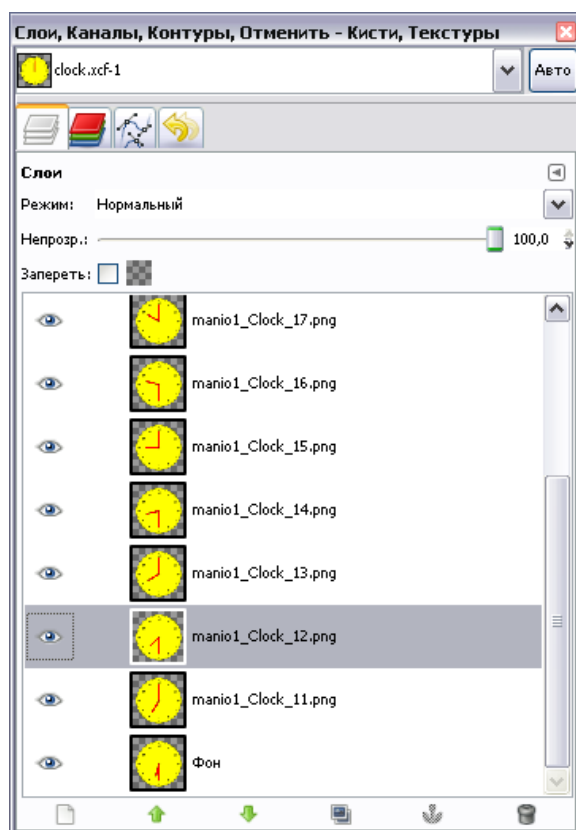 Слои, Каналы, Контуры, Отменить - Кисти, Текстуры
clock.xcf-1
Авто
Слои
Режим: Нормальный
Непрозр.: 100,0
Запереть:
manio1_Clock_17.png
manio1_Clock_16.png
manio1_Clock_15.png
manio1_Clock_14.png
manio1_Clock_13.png
manio1_Clock_12.png
manio1_Clock_11.png
Фон